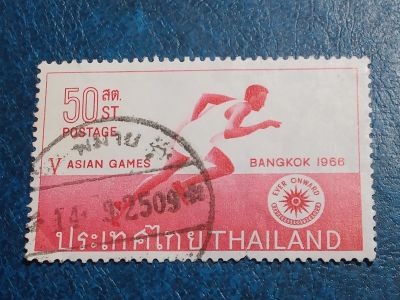 50 สต.
ST
POSTAGE
V ASIAN GAMES
BANGKOK 1966
EVER ONWARD
14 2509
ประเทศไทย THAILAND